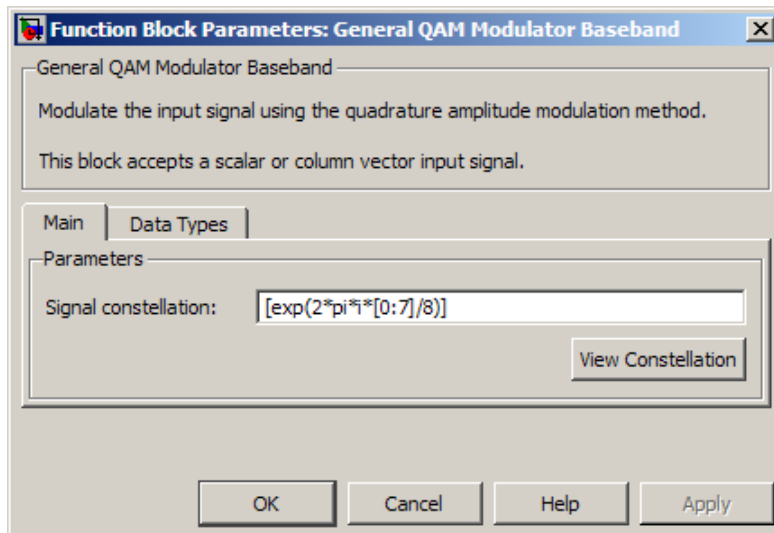 Function Block Parameters: General QAM Modulator Baseband
General QAM Modulator Baseband
Modulate the input signal using the quadrature amplitude modulation method.
This block accepts a scalar or column vector input signal.
Main Data Types
Parameters
Signal constellation: [exp(2*pi*i*[0:7]/8)]
View Constellation
OK Cancel Help Apply